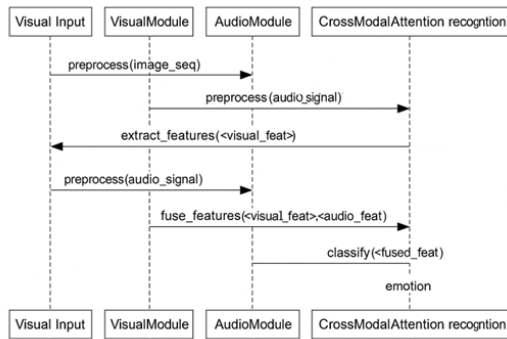 Visual Input
VisualModule
AudioModule
CrossModalAttention recogntion
preprocess(image_seq)
preprocess(audio_signal)
extract_features(<visual_feat>)
preprocess(audio_signal)
fuse_features(<visual_feat>,<audio_feat)
classify(<fused_feat)
emotion
Visual Input
VisualModule
AudioModule
CrossModalAttention recogntion